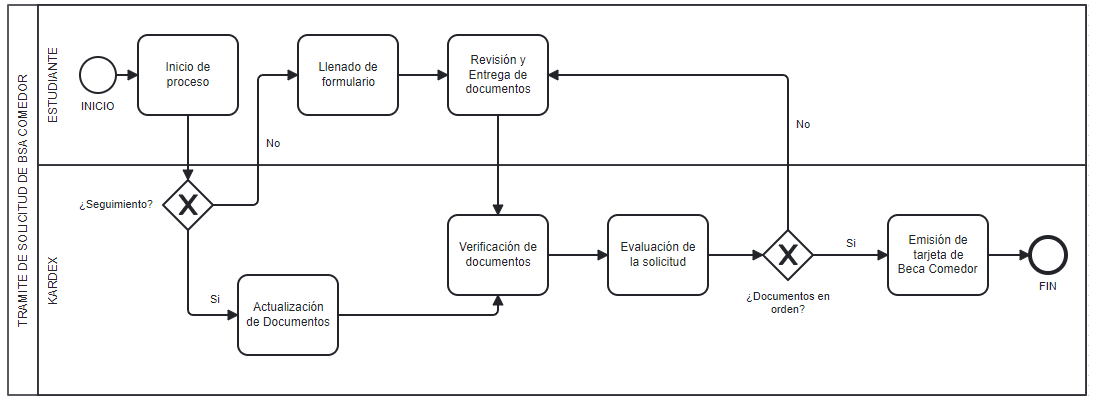 TRAMITE DE SOLICITUD DE BSA COMEDOR
ESTUDIANTE
INICIO
Inicio de
proceso
Llenado de
formulario
Revisión y
Entrega de
documentos
No
No
KARDEX
¿Seguimiento?
Si
Actualización
de Documentos
Verificación de
documentos
Evaluación de
la solicitud
¿Documentos en
orden?
Si
Emisión de
tarjeta de
Beca Comedor
FIN